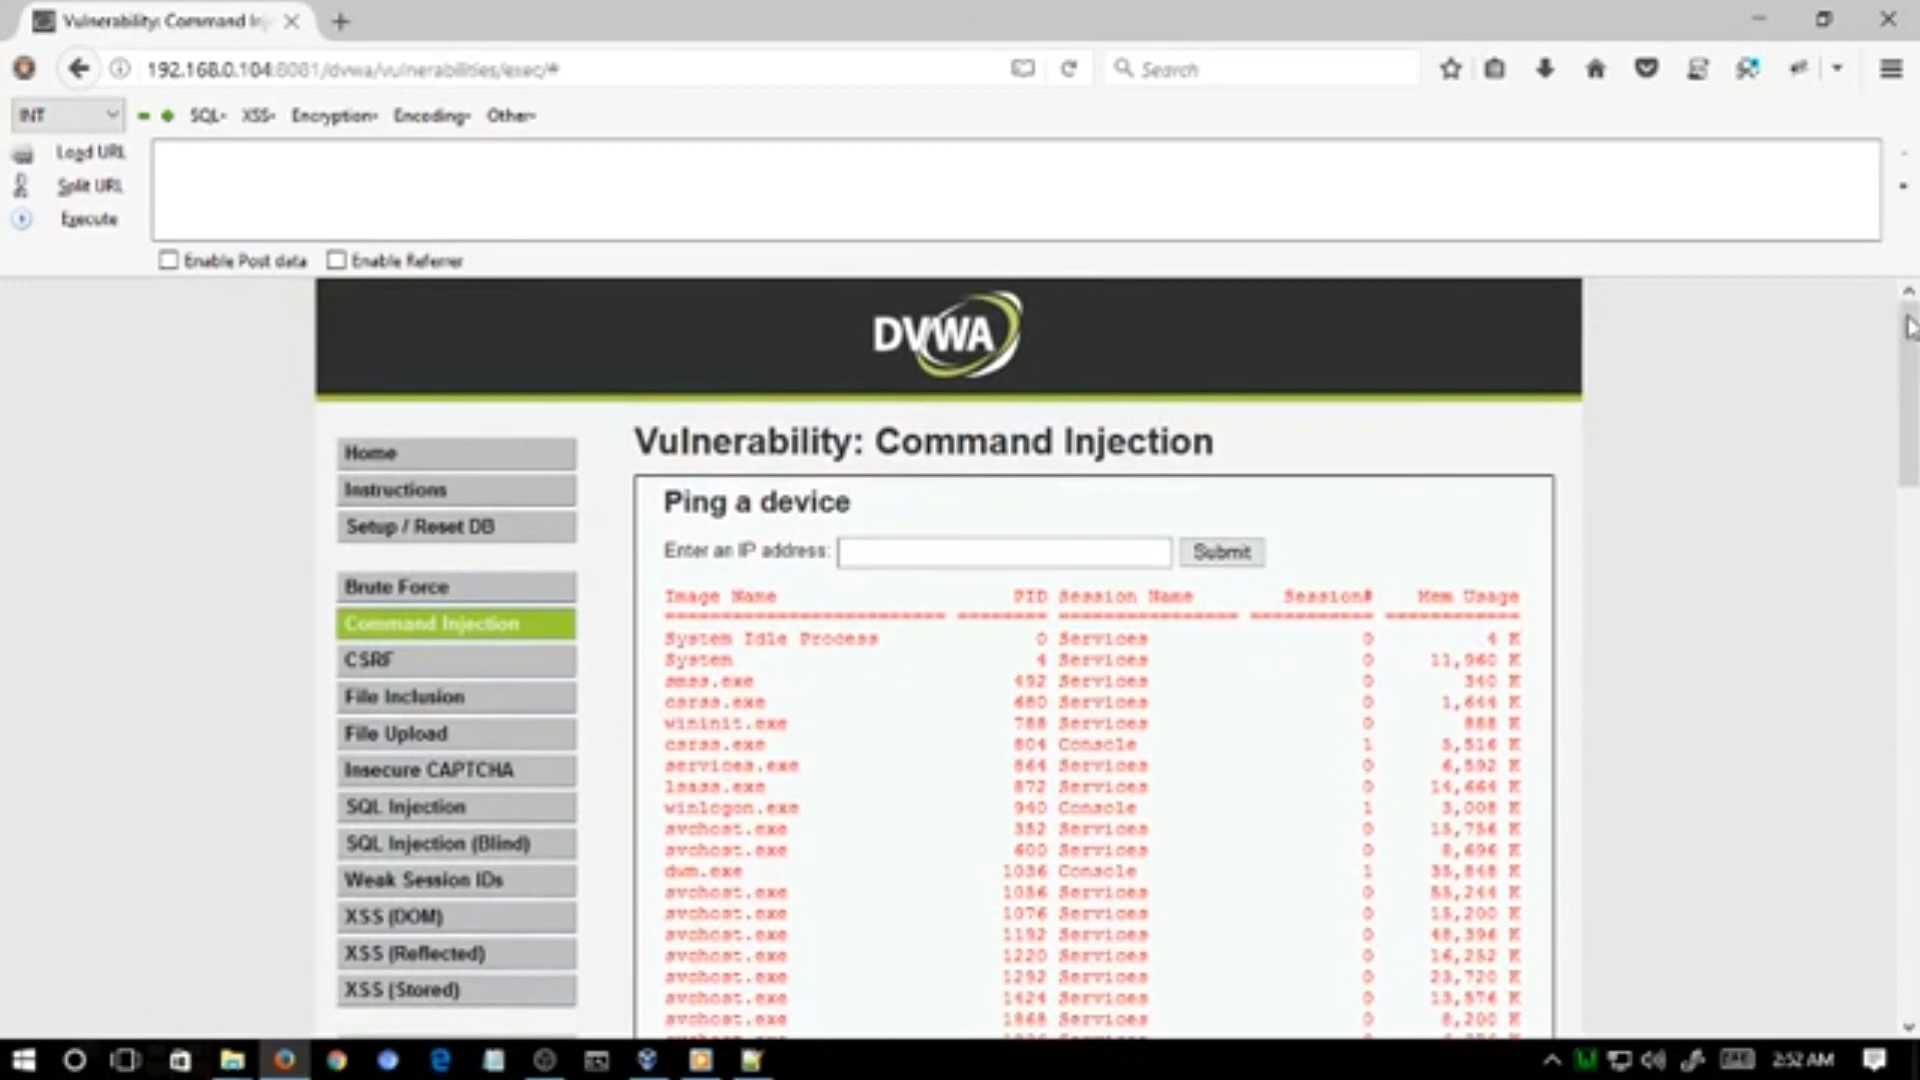 Vulnerability: Command Inj
192.168.0.104:8081/dvwa/vulnerabilities/exec/#
Search
INT
SQL- XSS- Encryption- Encoding- Other-
Load URL
Split URL
Execute
Enable Post data Enable Referrer
DVWA
Vulnerability: Command Injection
Home
Instructions
Setup / Reset DB
Brute Force
Command Injection
CSRF
File Inclusion
File Upload
Insecure CAPTCHA
SQL Injection
SQL Injection (Blind)
Weak Session IDs
XSS (DOM)
XSS (Reflected)
XSS (Stored)
Ping a device
Enter an IP address: Submit
Image Name PID Session Name Session# Mem Usage
========================= ======== ================ =========== ============
System Idle Process 0 Services 0 4 K
System 4 Services 0 11,960 K
smss.exe 492 Services 0 340 K
csrss.exe 680 Services 0 1,644 K
wininit.exe 788 Services 0 888 K
csrss.exe 804 Console 1 5,516 K
services.exe 864 Services 0 6,592 K
lsass.exe 872 Services 0 14,664 K
winlogon.exe 940 Console 1 3,008 K
svchost.exe 352 Services 0 15,756 K
svchost.exe 600 Services 0 8,696 K
dwm.exe 1036 Console 1 35,848 K
svchost.exe 1056 Services 0 55,244 K
svchost.exe 1076 Services 0 15,200 K
svchost.exe 1192 Services 0 48,396 K
svchost.exe 1220 Services 0 16,252 K
svchost.exe 1292 Services 0 23,720 K
svchost.exe 1424 Services 0 13,576 K
svchost.exe 1868 Services 0 8,200 K
2:52 AM